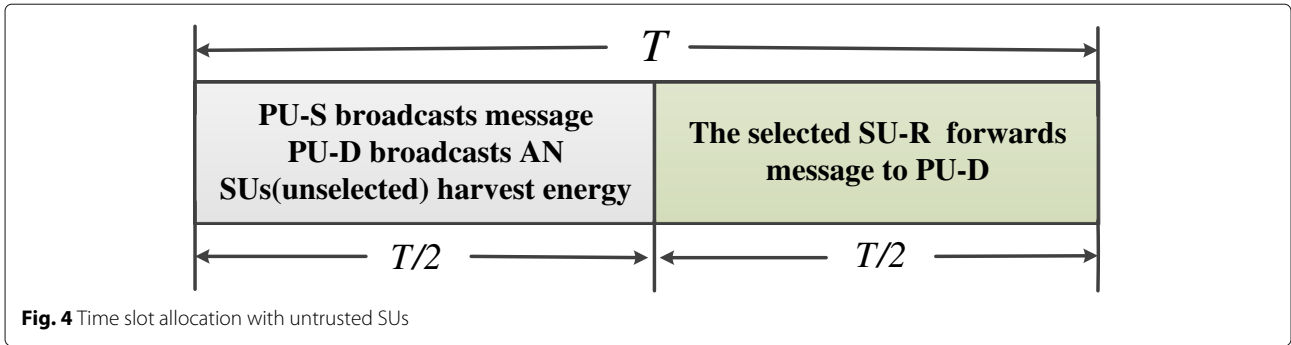 T
PU-S broadcasts message
PU-D broadcasts AN
SUs(unselected) harvest energy
The selected SU-R forwards
message to PU-D
T/2
T/2
Fig. 4 Time slot allocation with untrusted SUs